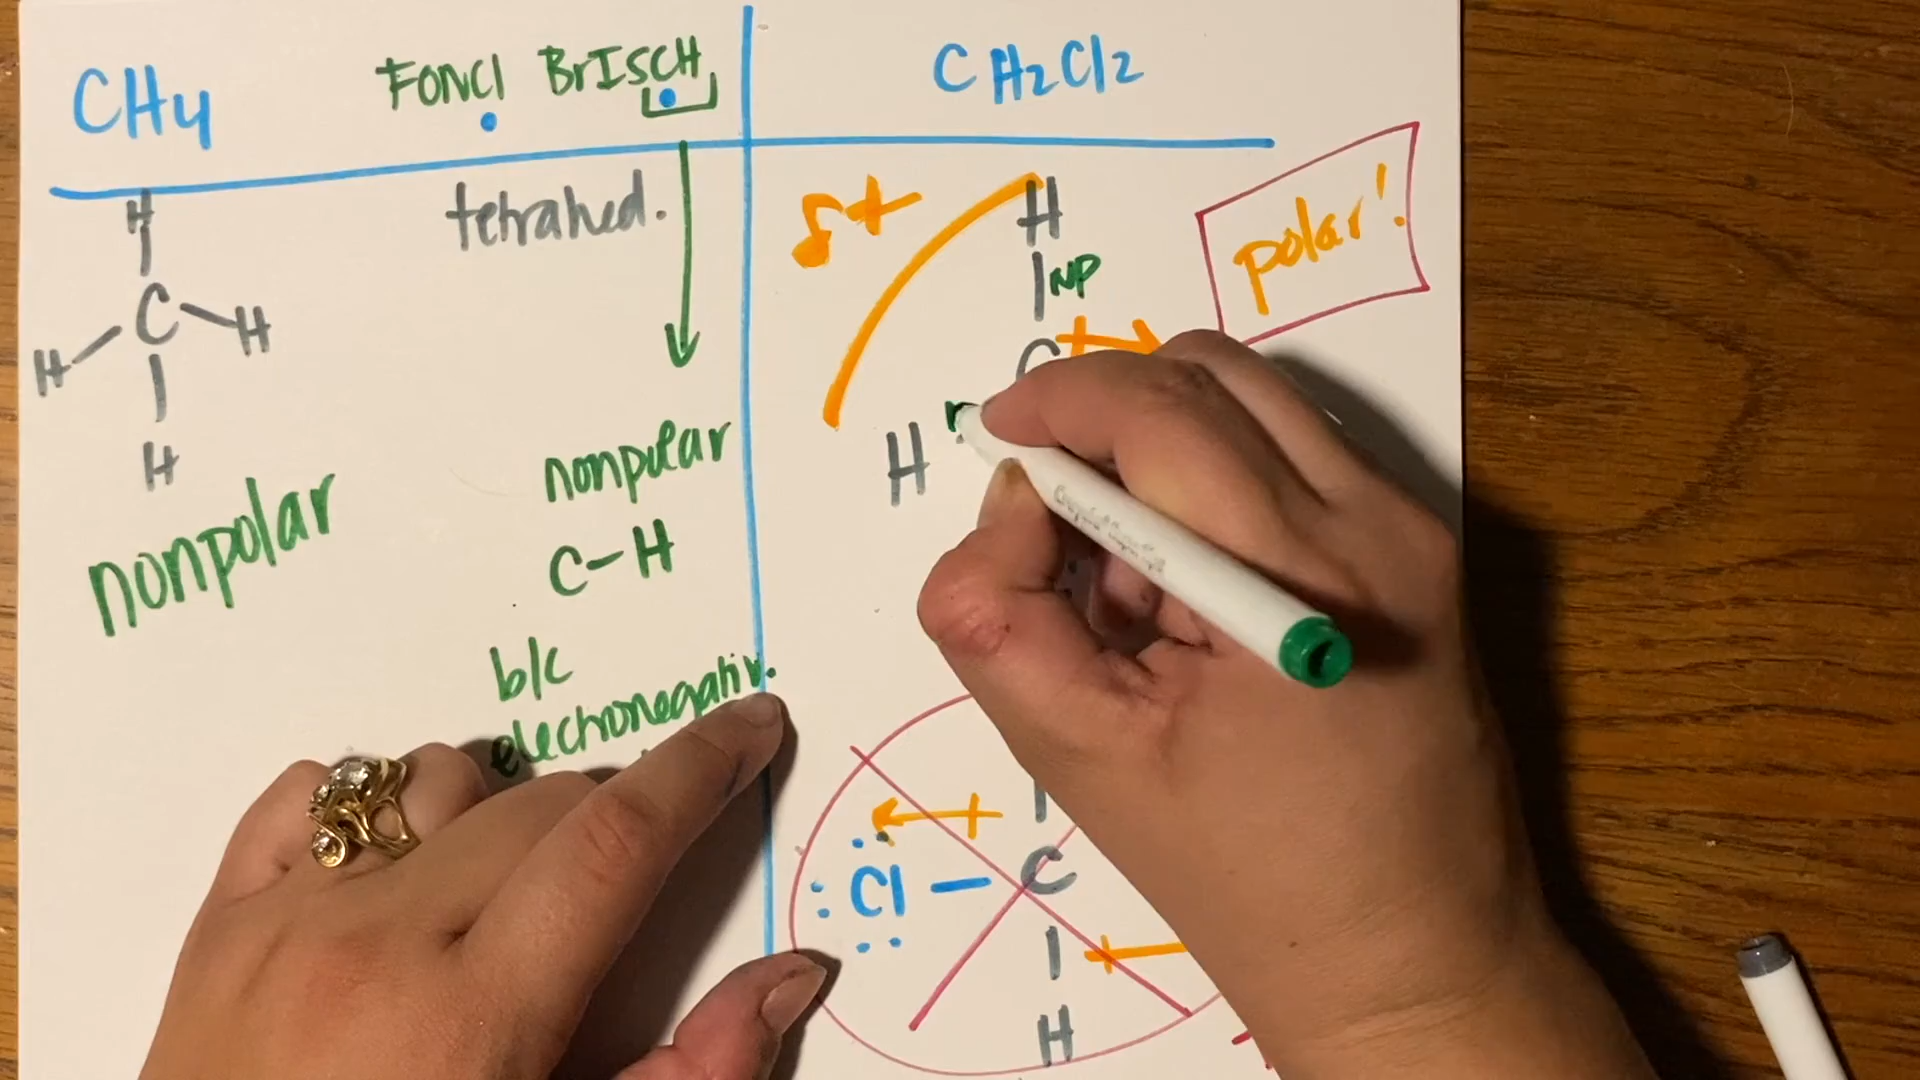 CH4
FONCl BrISCH
CH2Cl2
tetrahed.
H
C
H
H
H
nonpolar
nonpolar
C-H
b/c
electronegativ.
δ+
H
NP
C
H
polar!
Cl - C
H